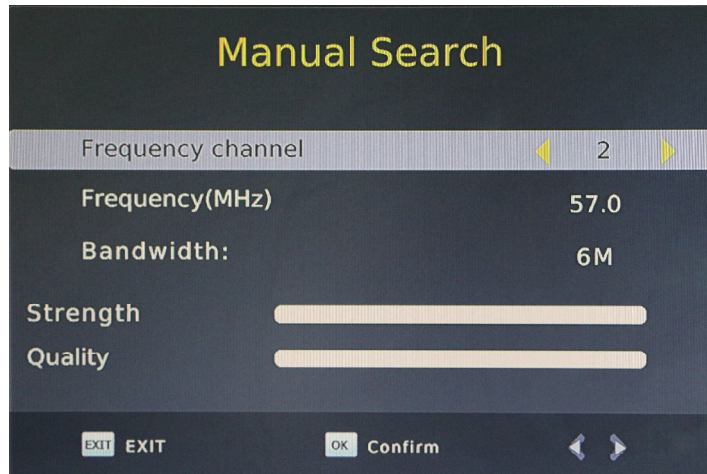 Manual Search
Frequency channel 2
Frequency(MHz) 57.0
Bandwidth: 6M
Strength
Quality
EXIT EXIT OK Confirm